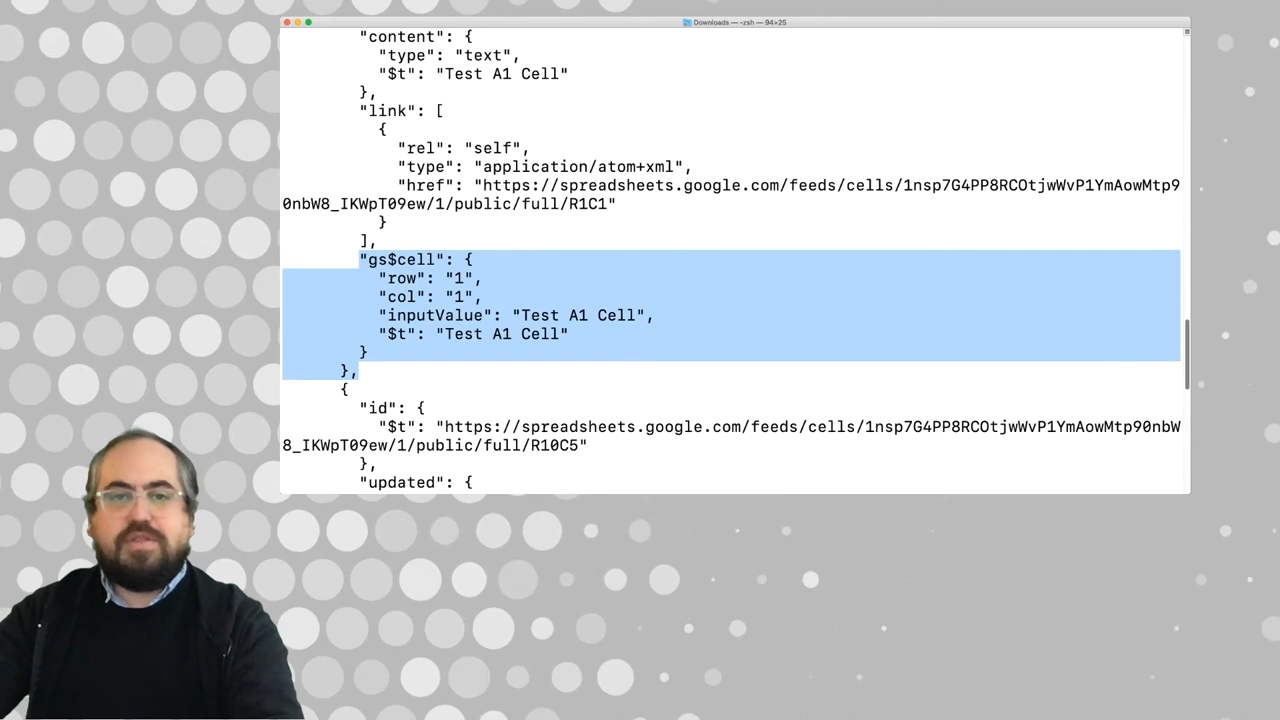 Downloads — -zsh — 94×25
"content": {
"type": "text",
"$t": "Test A1 Cell"
},
"link": [
{
"rel": "self",
"type": "application/atom+xml",
"href": "https://spreadsheets.google.com/feeds/cells/1nsp7G4PP8RCOtjwWvP1YmAowMtp9
0nbW8_IKWpT09ew/1/public/full/R1C1"
}
],
"gs$cell": {
"row": "1",
"col": "1",
"inputValue": "Test A1 Cell",
"$t": "Test A1 Cell"
}
},
{
"id": {
"$t": "https://spreadsheets.google.com/feeds/cells/1nsp7G4PP8RCOtjwWvP1YmAowMtp90nbW
8_IKWpT09ew/1/public/full/R10C5"
},
"updated": {